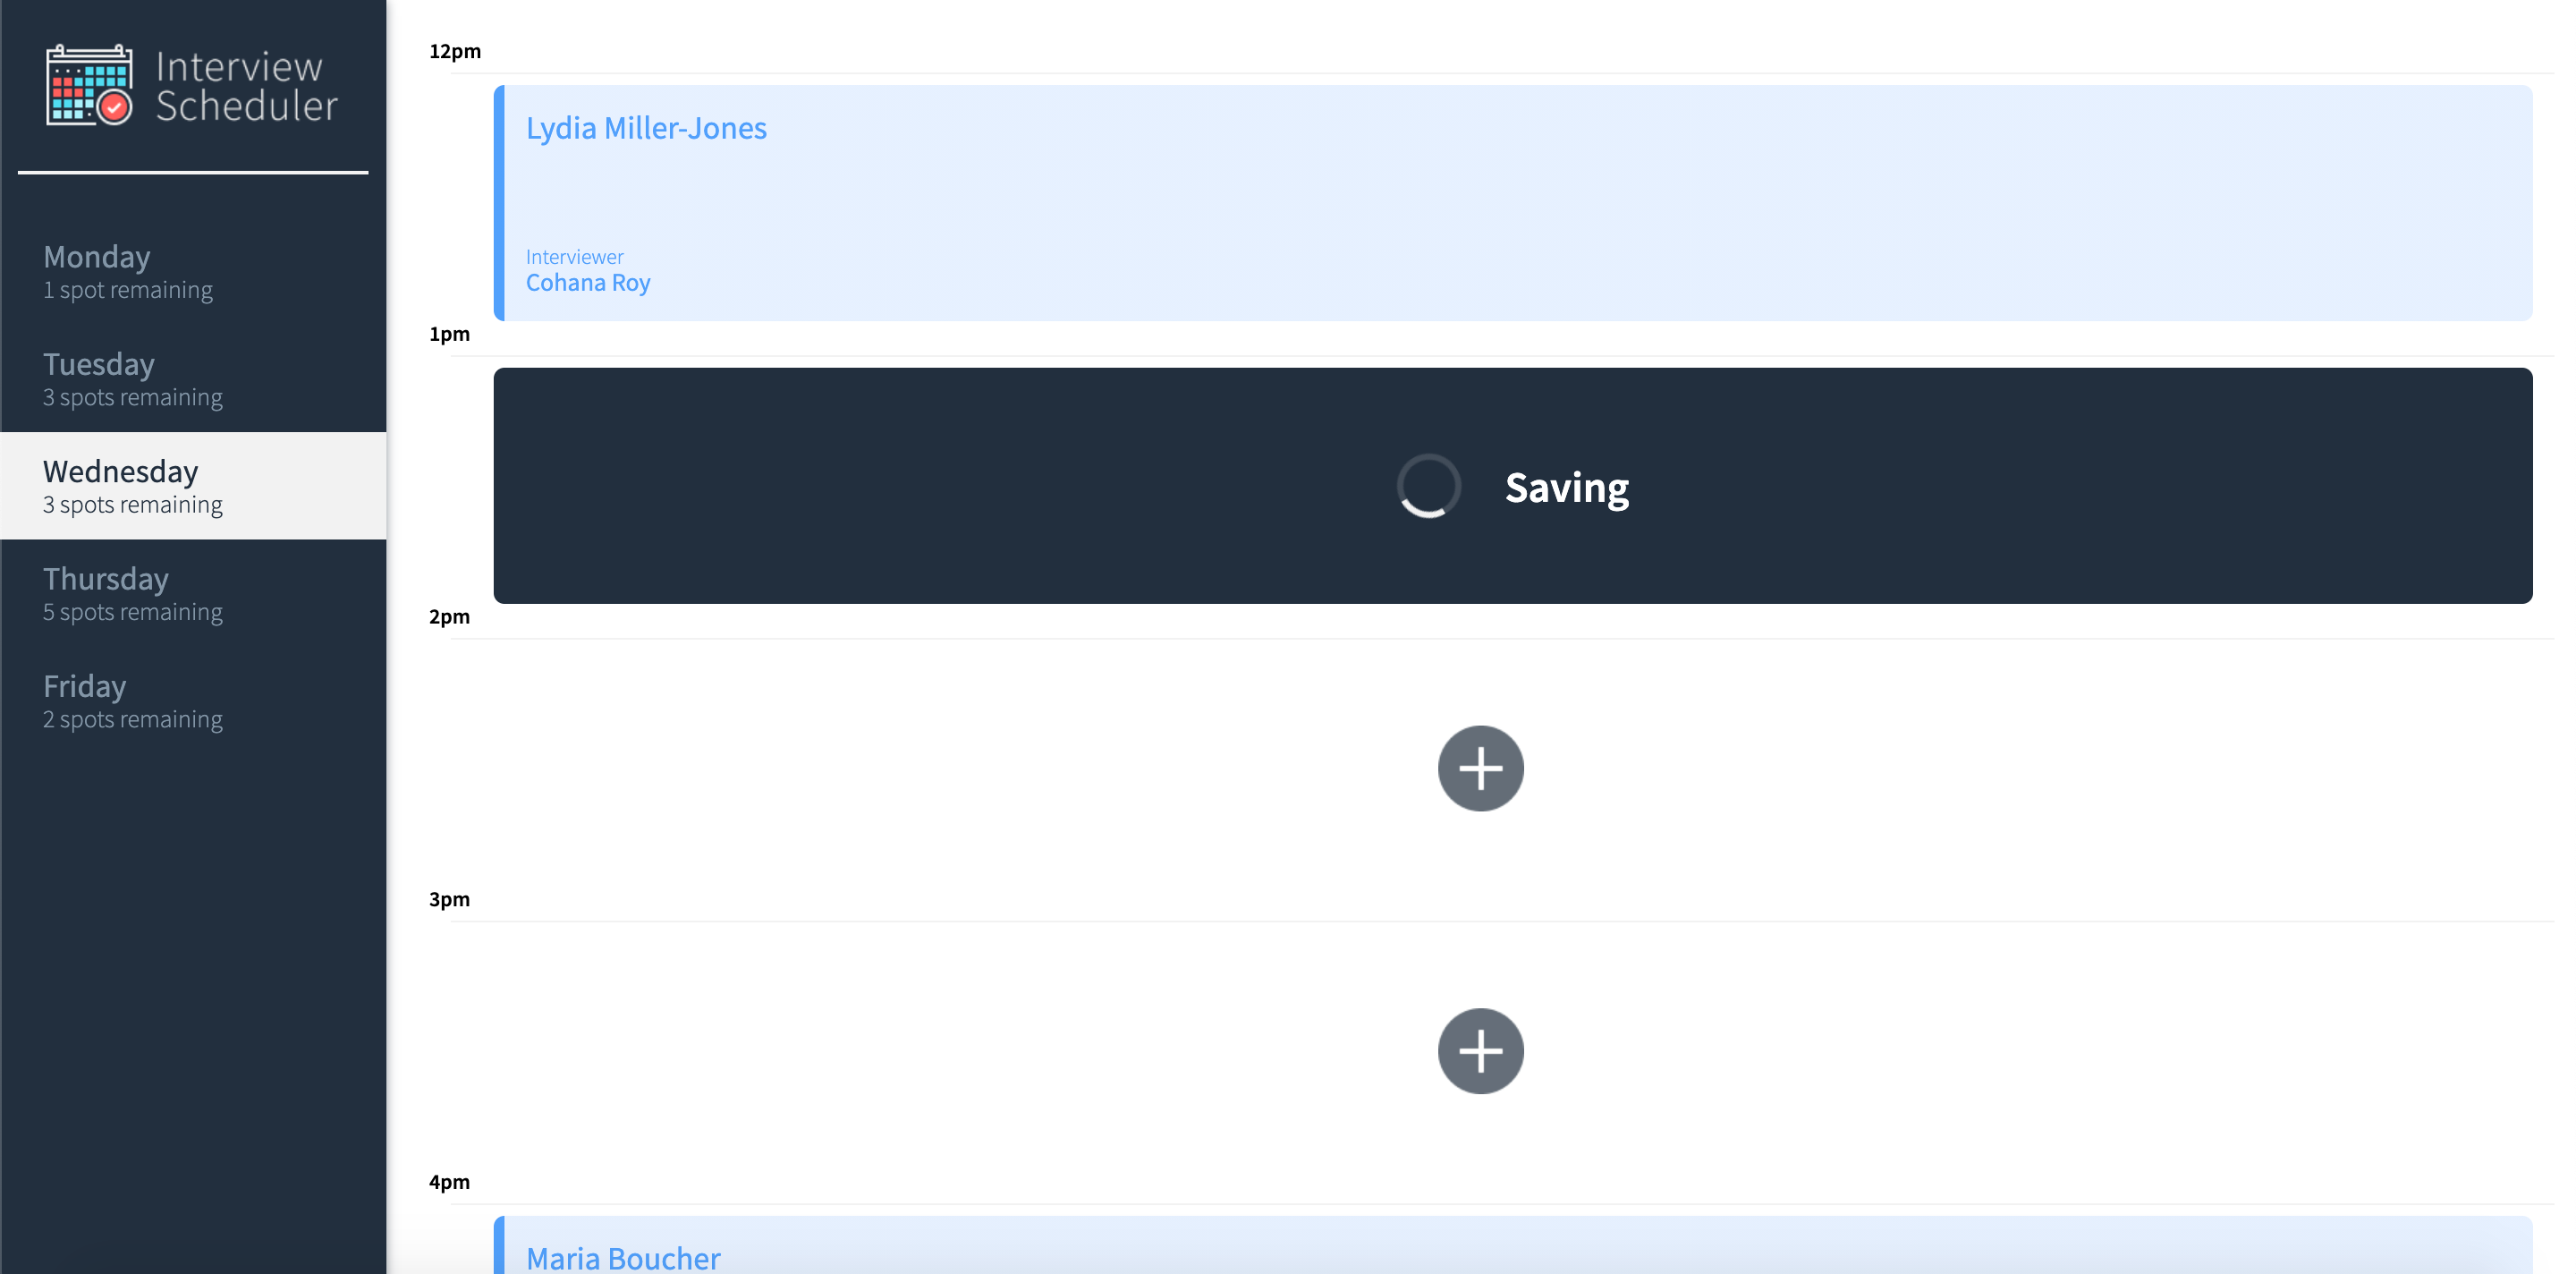 Interview
Scheduler
Monday
1 spot remaining
Tuesday
3 spots remaining
Wednesday
3 spots remaining
Thursday
5 spots remaining
Friday
2 spots remaining
12pm
Lydia Miller-Jones
Interviewer
Cohana Roy
1pm
Saving
2pm
3pm
4pm
Maria Boucher